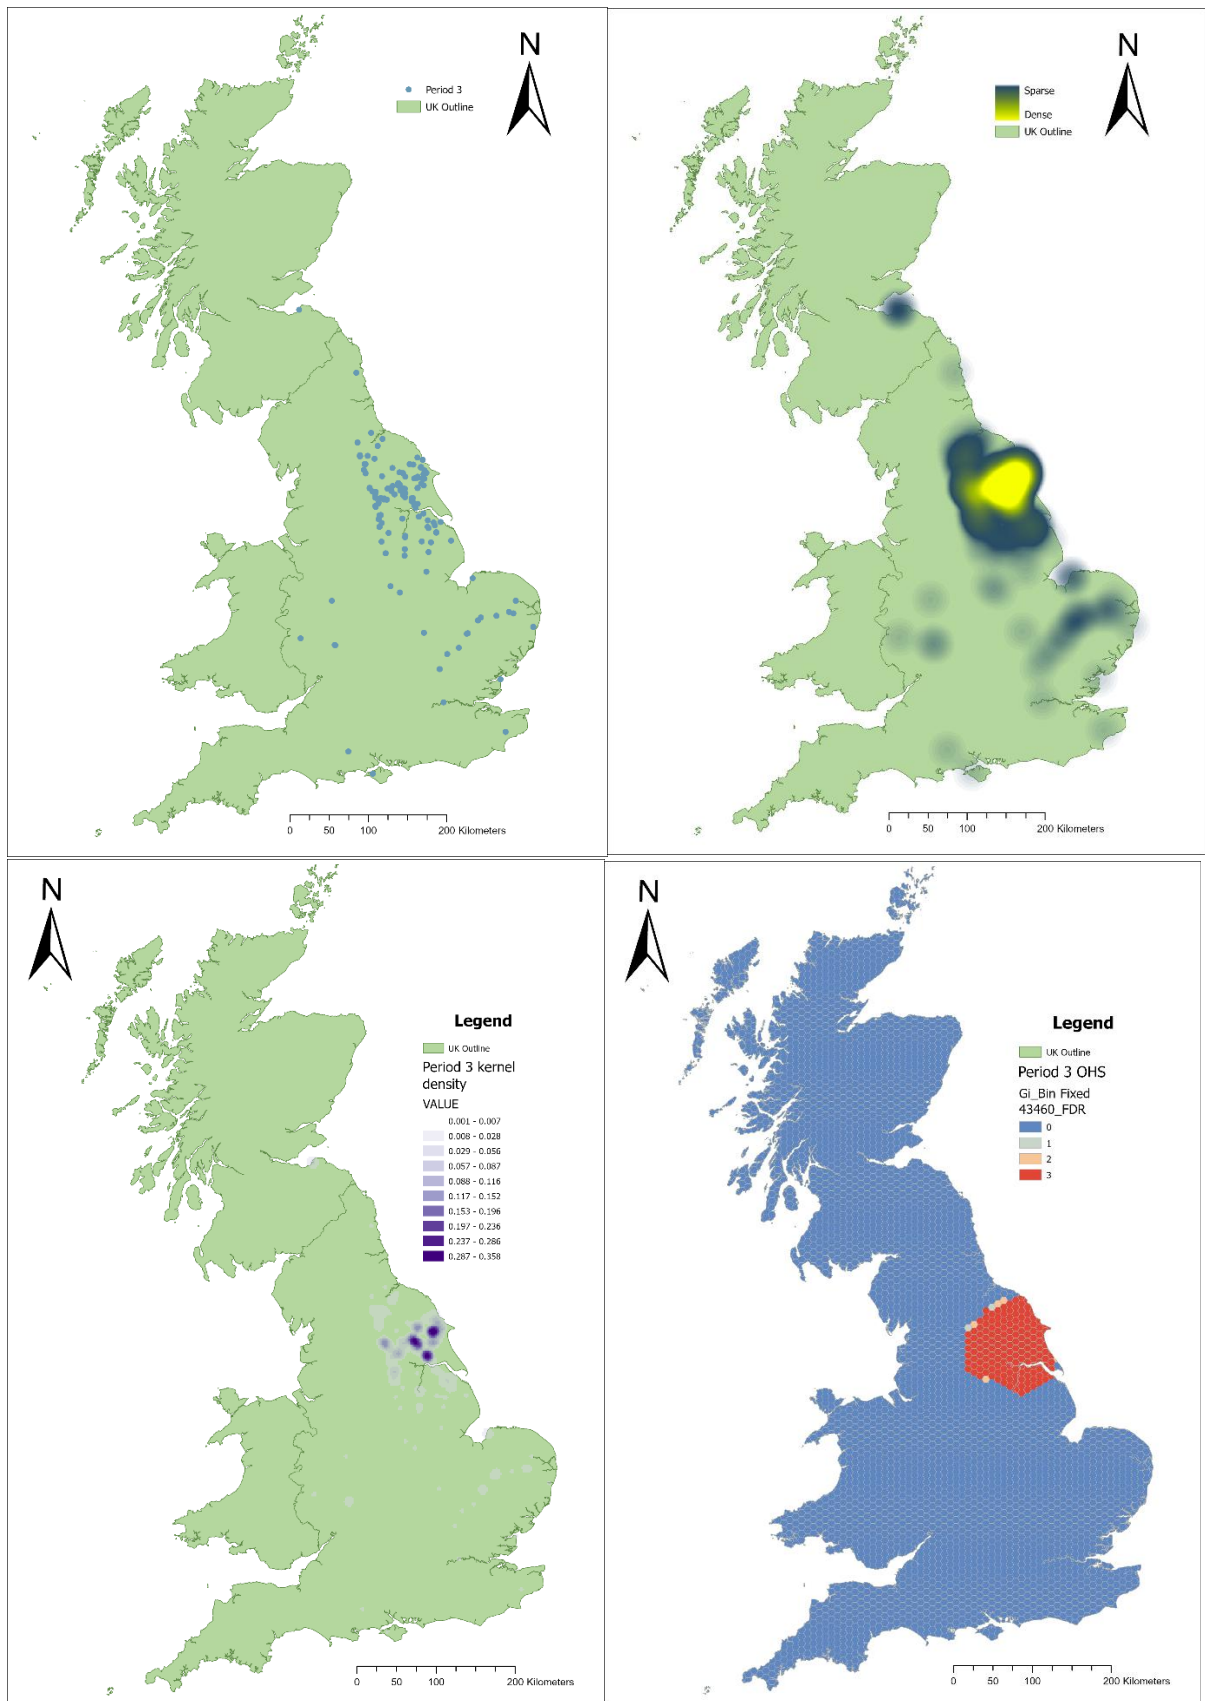 N
Period 3
UK Outline
0 50 100 200 Kilometers
N
Sparse
Dense
UK Outline
0 50 100 200 Kilometers
N
Legend
UK Outline
Period 3 kernel
density
VALUE
0.001 - 0.007
0.008 - 0.028
0.029 - 0.056
0.057 - 0.087
0.088 - 0.116
0.117 - 0.152
0.153 - 0.196
0.197 - 0.236
0.237 - 0.286
0.287 - 0.358
0 50 100 200 Kilometers
N
Legend
UK Outline
Period 3 OHS
Gi_Bin Fixed
43460_FDR
0
1
2
3
0 50 100 200 Kilometers